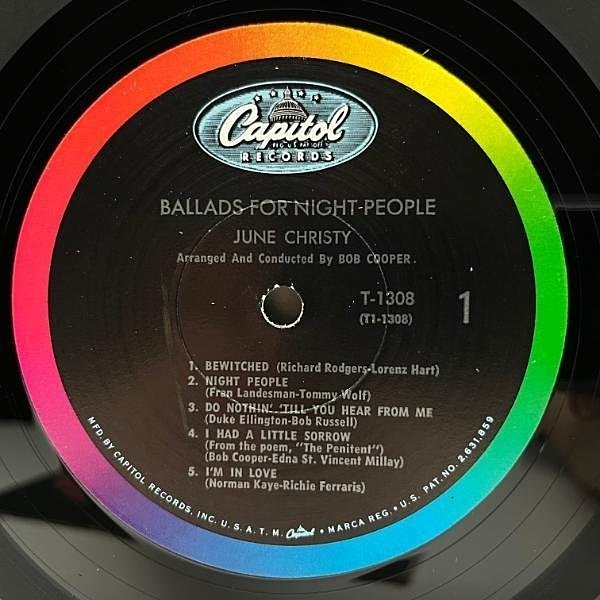 Capitol
REG. U.S. PAT. OFF.
RECORDS
BALLADS FOR NIGHT-PEOPLE
JUNE CHRISTY
Arranged And Conducted By BOB COOPER.
T-1308
(T1-1308)
1
1. BEWITCHED (Richard Rodgers-Lorenz Hart)
2. NIGHT PEOPLE
(Fran Landesman-Tommy Wolf)
3. DO NOTHIN' 'TILL YOU HEAR FROM ME
(Duke Ellington-Bob Russell)
4. I HAD A LITTLE SORROW
(From the poem, "The Penitent")
(Bob Cooper-Edna St. Vincent Millay)
5. I'M IN LOVE
(Norman Kaye-Richie Ferraris)
MFD. BY CAPITOL RECORDS, INC. U. S. A. T. M. Capitol • MARCA REG. • U. S. PAT. NO. 2,631,859